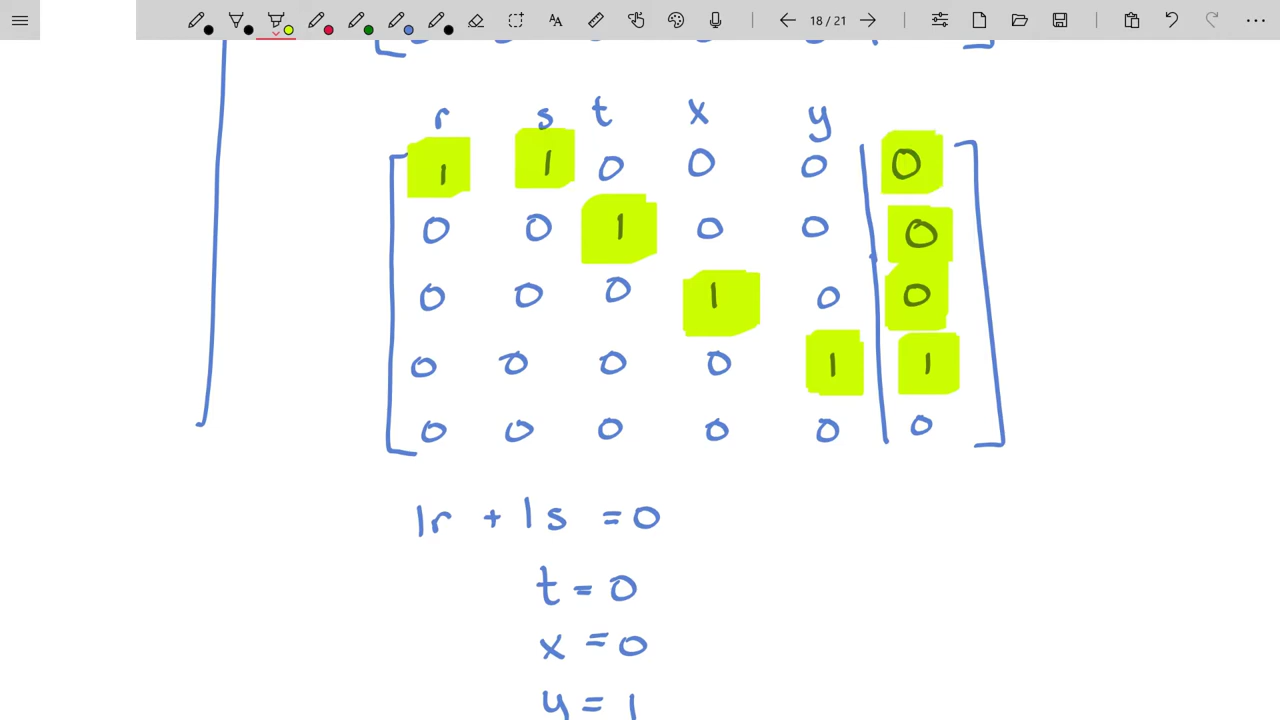 18 / 21
r s t x y
1 1 0 0 0 0
0 0 1 0 0 0
0 0 0 1 0 0
0 0 0 0 1 1
0 0 0 0 0 0
1r + 1s = 0
t = 0
x = 0
y = 1